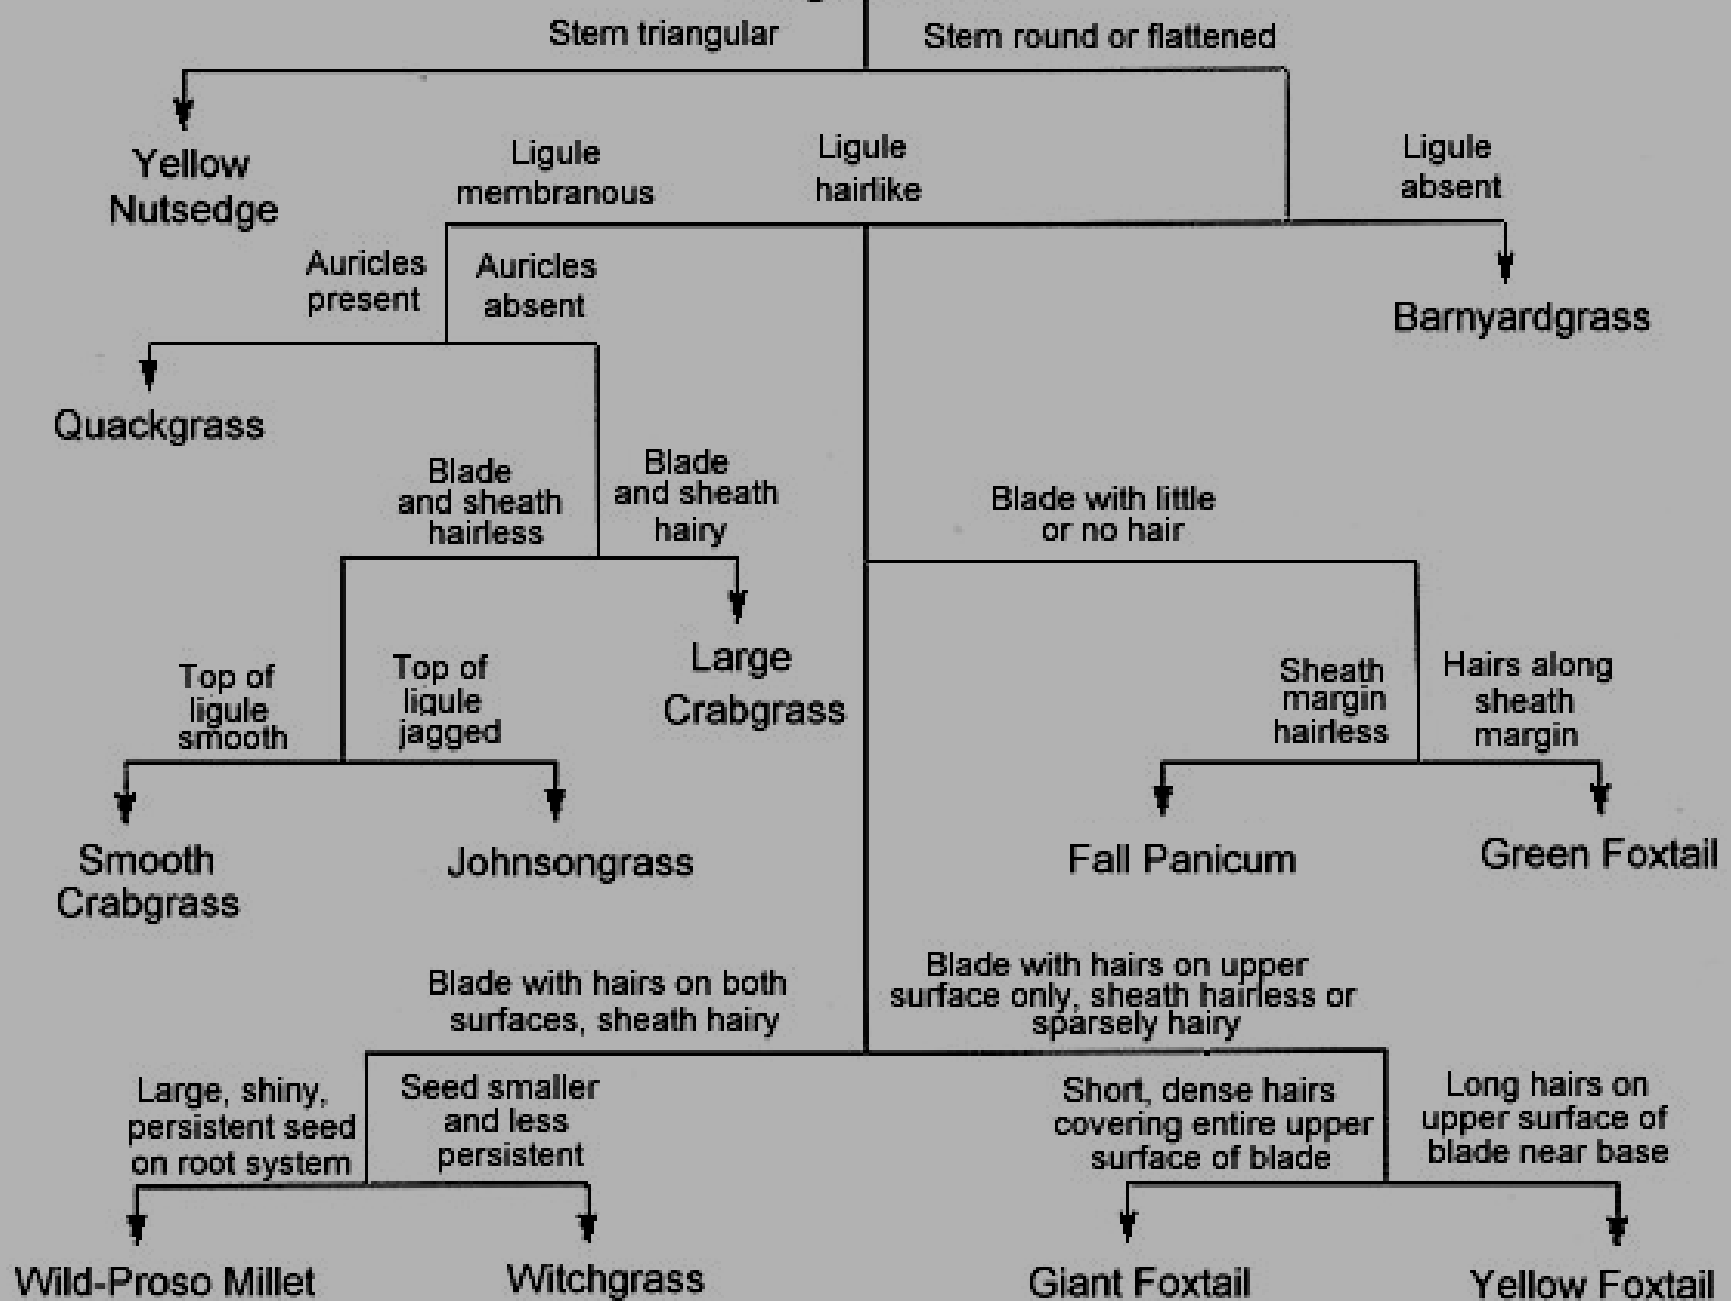 Stem triangular
Stem round or flattened
Yellow
Nutsedge
Ligule
membranous
Ligule
hairlike
Ligule
absent
Auricles
present
Auricles
absent
Barnyardgrass
Quackgrass
Blade
and sheath
hairless
Blade
and sheath
hairy
Blade with little
or no hair
Large
Crabgrass
Top of
ligule
smooth
Top of
ligule
jagged
Sheath
margin
hairless
Hairs along
sheath
margin
Smooth
Crabgrass
Johnsongrass
Fall Panicum
Green Foxtail
Blade with hairs on both
surfaces, sheath hairy
Blade with hairs on upper
surface only, sheath hairless or
sparsely hairy
Large, shiny,
persistent seed
on root system
Seed smaller
and less
persistent
Short, dense hairs
covering entire upper
surface of blade
Long hairs on
upper surface of
blade near base
Wild-Proso Millet
Witchgrass
Giant Foxtail
Yellow Foxtail